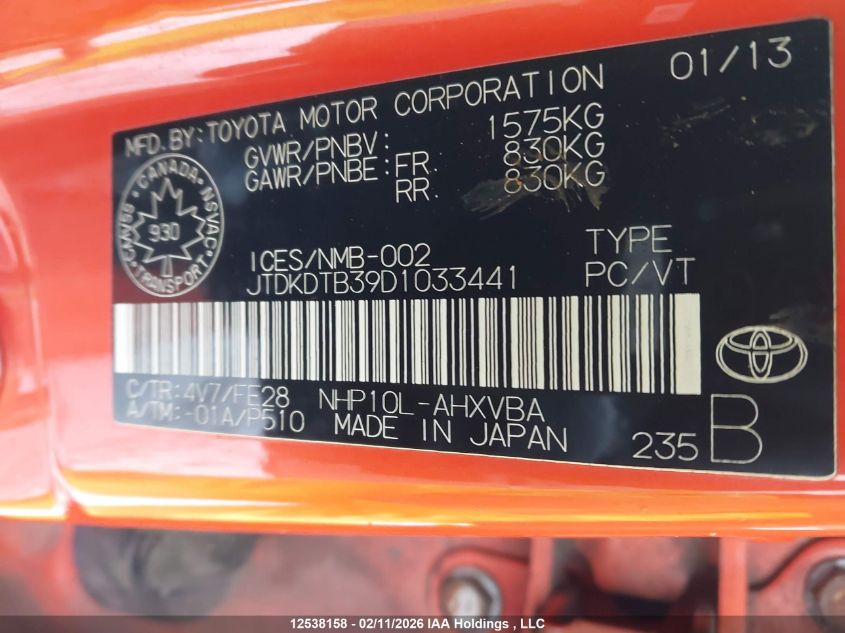 01/13
MFD.BY:TOYOTA MOTOR CORPORATION
GVWR/PNBV: 1575KG
GAWR/PNBE: FR. 830KG
RR. 830KG
CANADA
CMVSS NSVAC
930
TRANSPORT
ICES/NMB-002
TYPE
JTDKDTB39D1033441
PC/VT
C/TR:4V7/FE28 NHP10L-AHXVBA
A/TM:-01A/P510 MADE IN JAPAN
235 B
12538158 - 02/11/2026 IAA Holdings , LLC